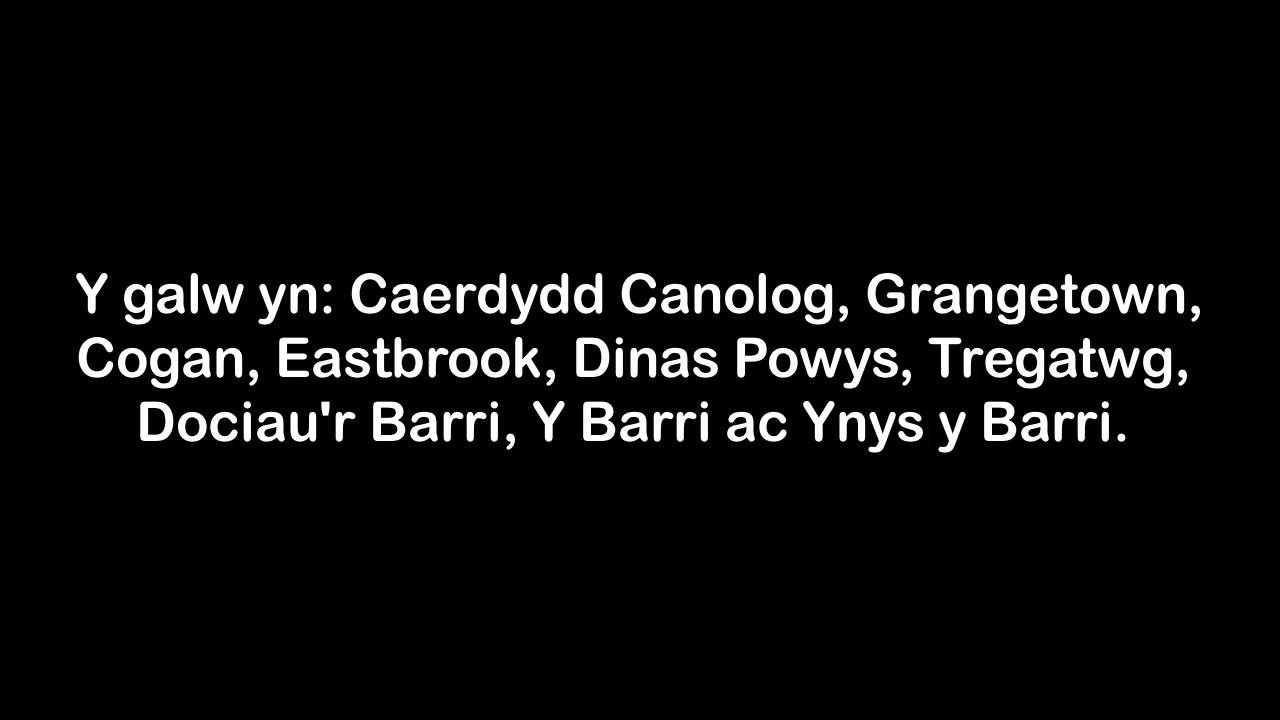 Y galw yn: Caerdydd Canolog, Grangetown,
Cogan, Eastbrook, Dinas Powys, Tregatwg,
Dociau'r Barri, Y Barri ac Ynys y Barri.